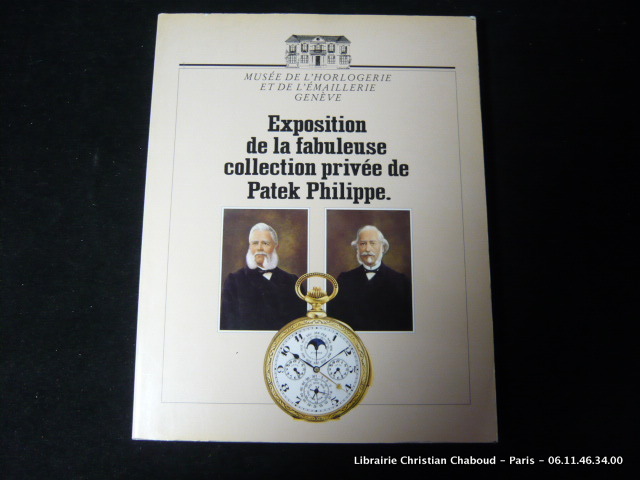 MUSÉE DE L'HORLOGERIE
ET DE L'ÉMAILLERIE
GENÈVE
Exposition
de la fabuleuse
collection privée de
Patek Philippe.
Librairie Christian Chaboud - Paris - 06.11.46.34.00